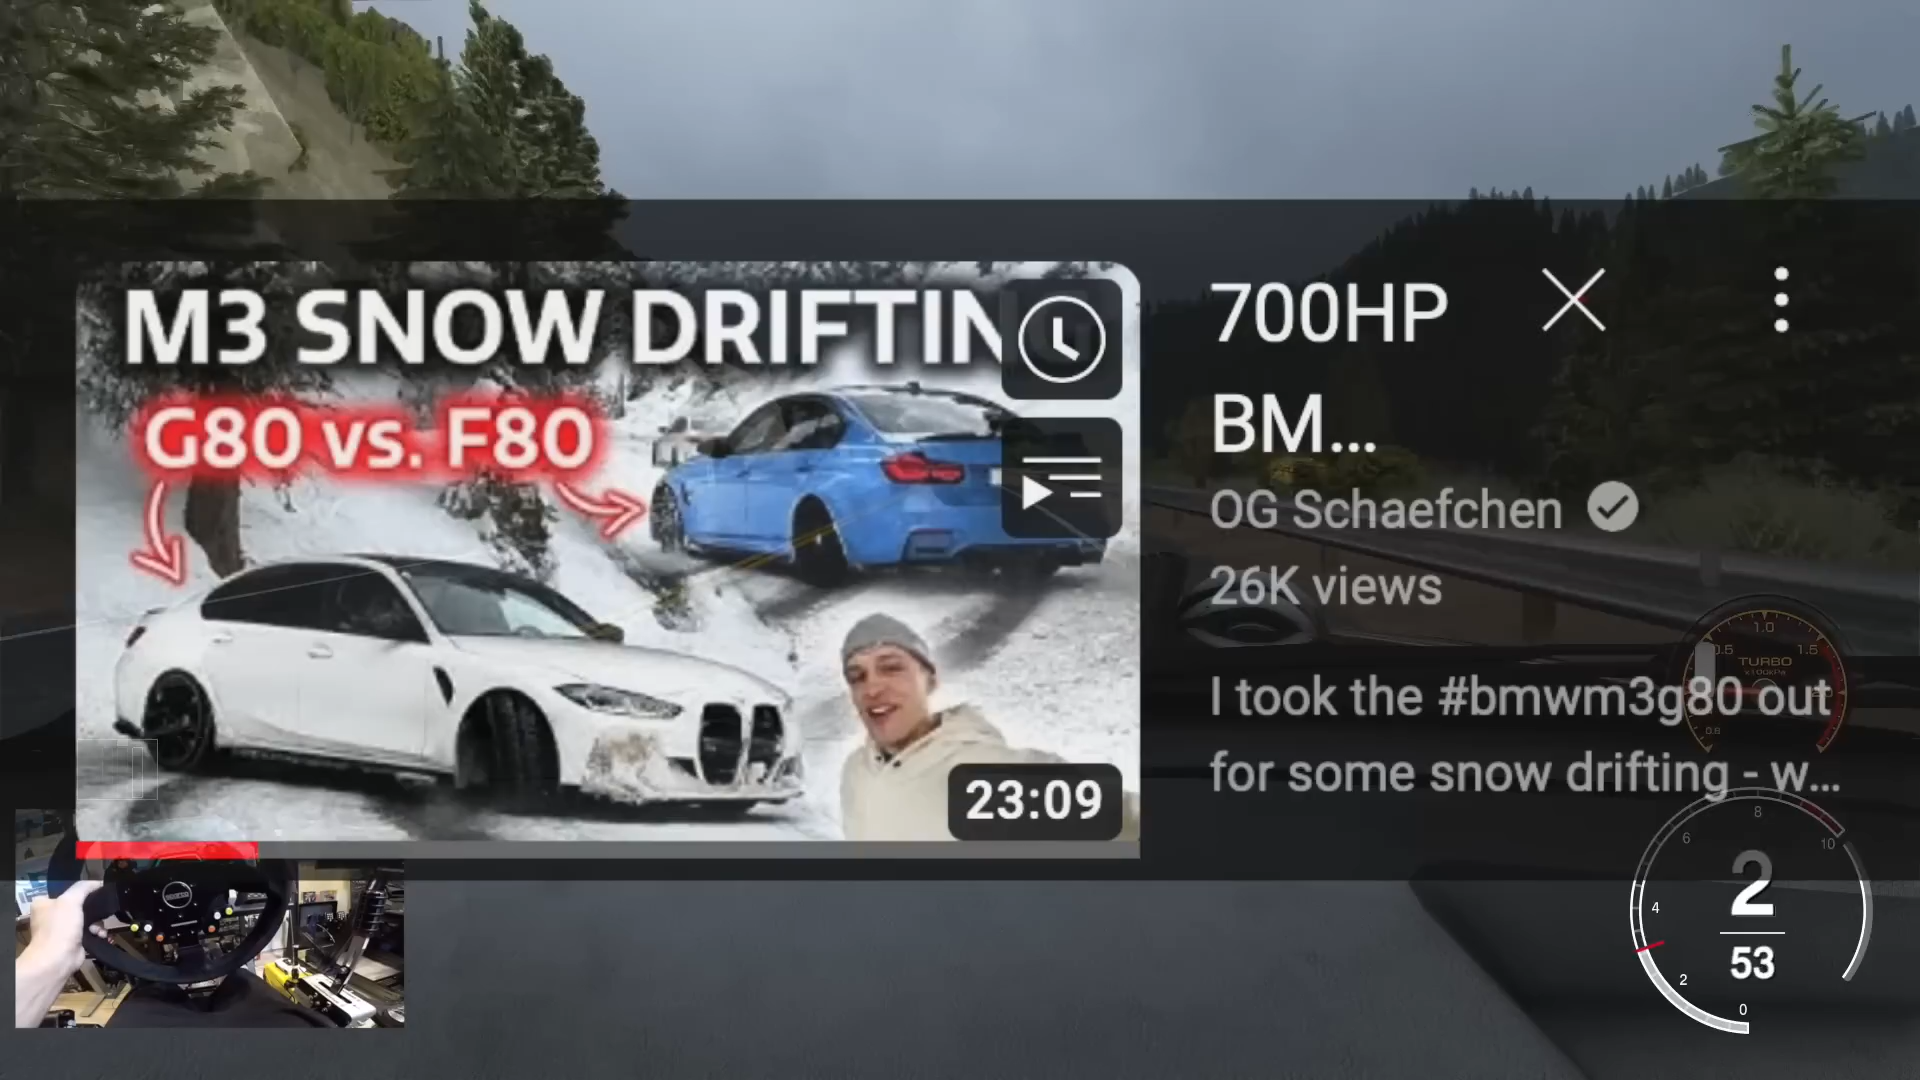 M3 SNOW DRIFTIN
G80 vs. F80
23:09
700HP
BM...
OG Schaefchen
26K views
I took the #bmwm3g80 out
for some snow drifting - w...
0.5
1.0
1.5
TURBO
x100kPa
0
2
4
6
8
10
2
53